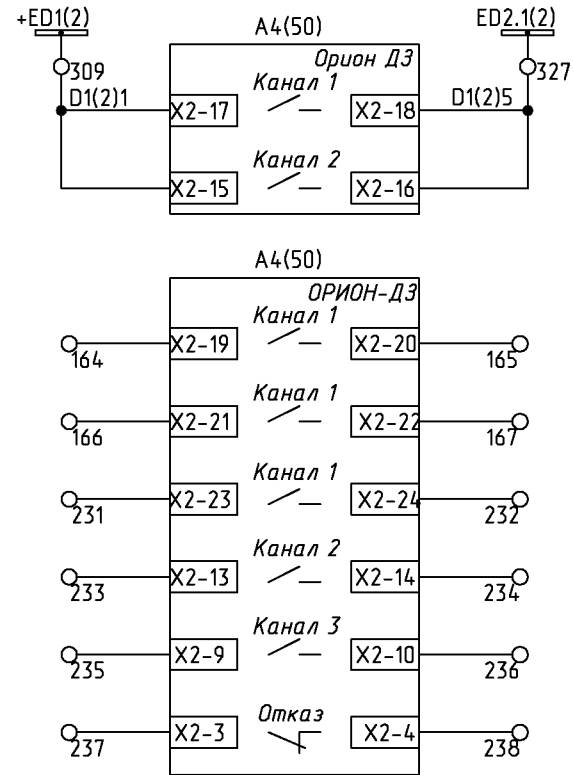 +ED1(2)
A4(50)
ED2.1(2)
Орион ДЗ
309
327
Канал 1
D1(2)1
X2-17
X2-18
D1(2)5
Канал 2
X2-15
X2-16
A4(50)
ОРИОН-ДЗ
Канал 1
164
X2-19
X2-20
165
Канал 1
166
X2-21
X2-22
167
Канал 1
231
X2-23
X2-24
232
Канал 2
233
X2-13
X2-14
234
Канал 3
235
X2-9
X2-10
236
Отказ
237
X2-3
X2-4
238